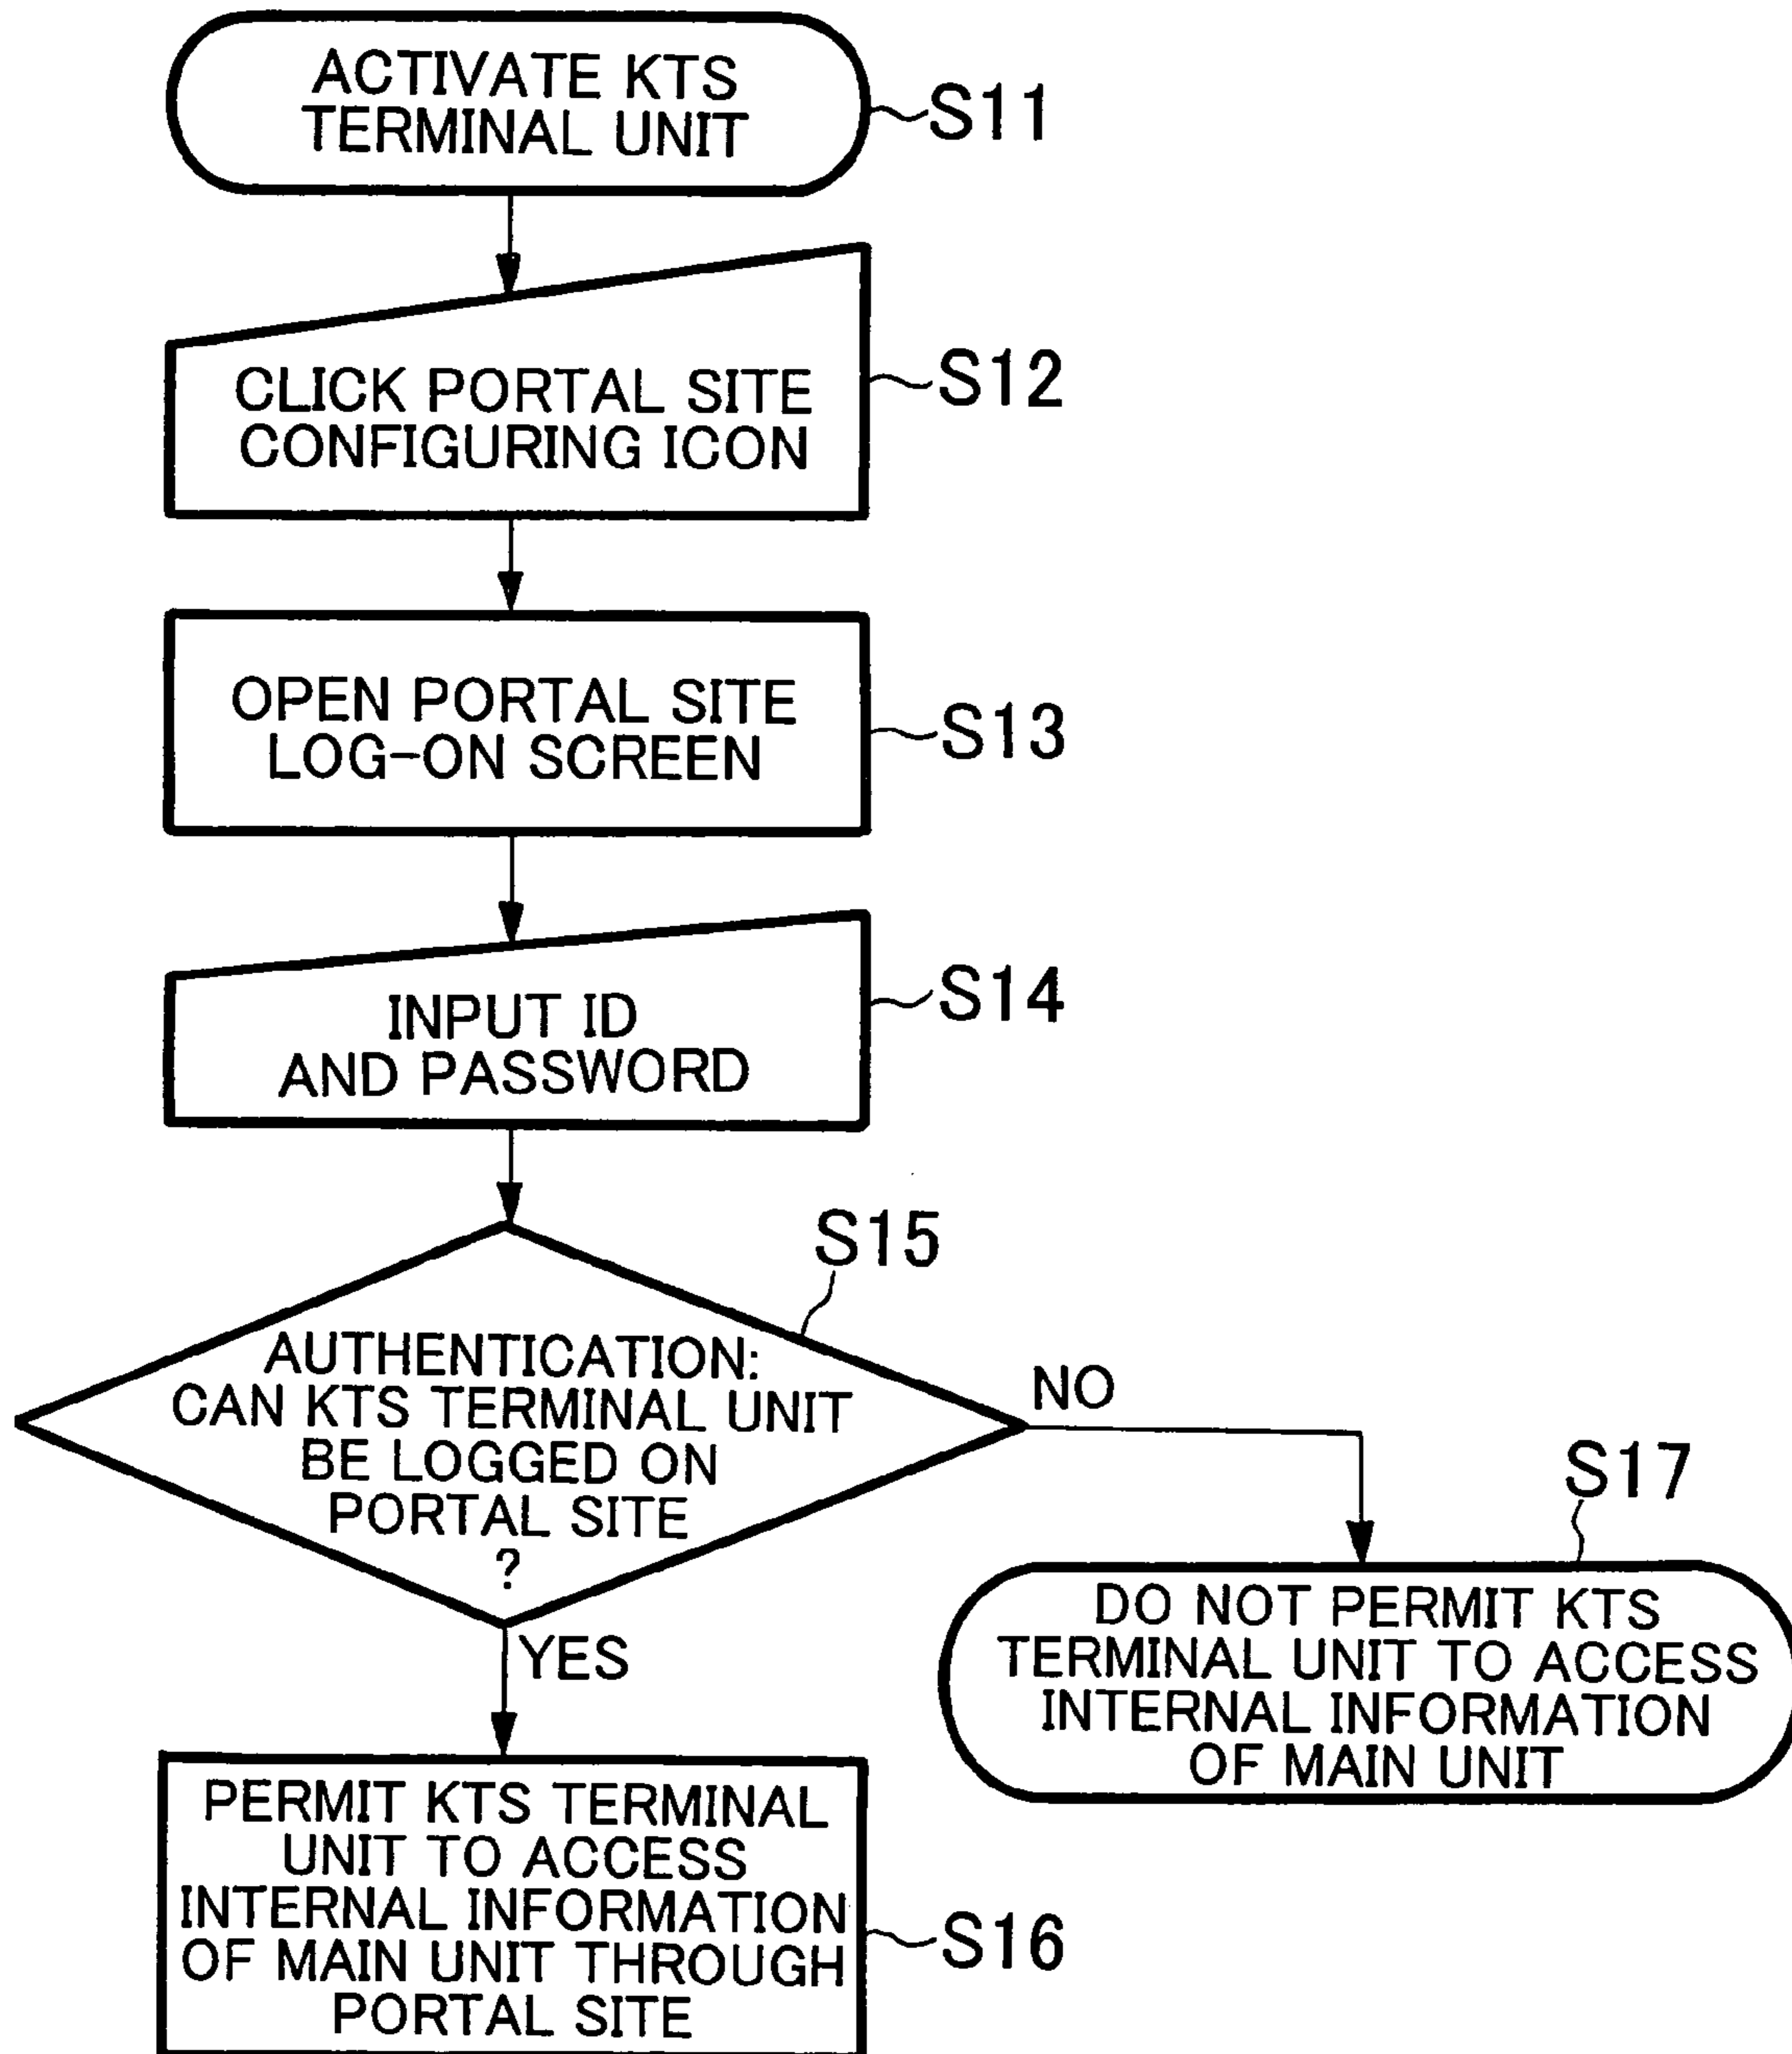 ACTIVATE KTS
TERMINAL UNIT
S11
CLICK PORTAL SITE
CONFIGURING ICON
S12
OPEN PORTAL SITE
LOG-ON SCREEN
S13
INPUT ID
AND PASSWORD
S14
S15
AUTHENTICATION:
CAN KTS TERMINAL UNIT
BE LOGGED ON
PORTAL SITE
?
NO
YES
S17
DO NOT PERMIT KTS
TERMINAL UNIT TO ACCESS
INTERNAL INFORMATION
OF MAIN UNIT
PERMIT KTS TERMINAL
UNIT TO ACCESS
INTERNAL INFORMATION
OF MAIN UNIT THROUGH
PORTAL SITE
S16